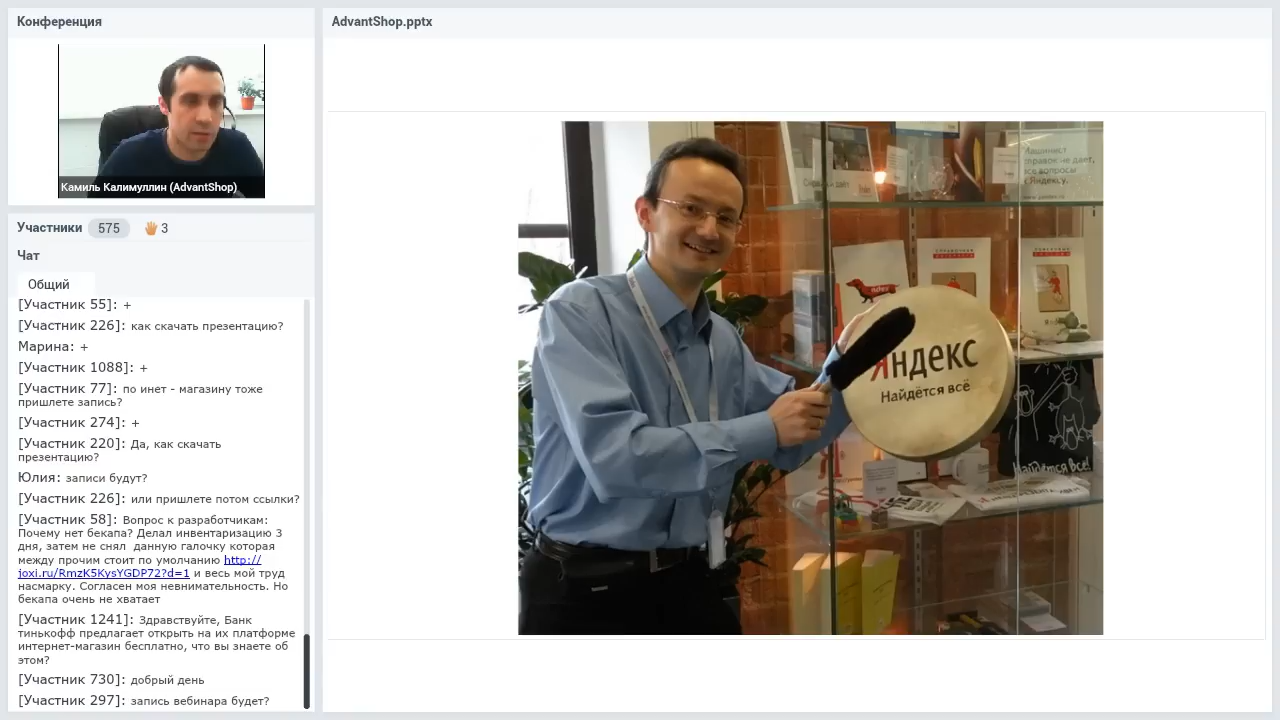 Конференция
Камиль Калимуллин (AdvantShop)
Участники 575 3
Чат
Общий
[Участник 55]: +
[Участник 226]: как скачать презентацию?
Марина: +
[Участник 1088]: +
[Участник 77]: по инет - магазину тоже
пришлете запись?
[Участник 274]: +
[Участник 220]: Да, как скачать
презентацию?
Юлия: записи будут?
[Участник 226]: или пришлете потом ссылки?
[Участник 58]: Вопрос к разработчикам:
Почему нет бекапа? Делал инвентаризацию 3
дня, затем не снял  данную галочку которая
между прочим стоит по умолчанию http://
joxi.ru/RmzK5KysYGDP72?d=1 и весь мой труд
насмарку. Согласен моя невнимательность. Но
бекапа очень не хватает
[Участник 1241]: Здравствуйте, Банк
тинькофф предлагает открыть на их платформе
интернет-магазин бесплатно, что вы знаете об
этом?
[Участник 730]: добрый день
[Участник 297]: запись вебинара будет?
AdvantShop.pptx
Яндекс
Найдётся всё
Найдётся все!